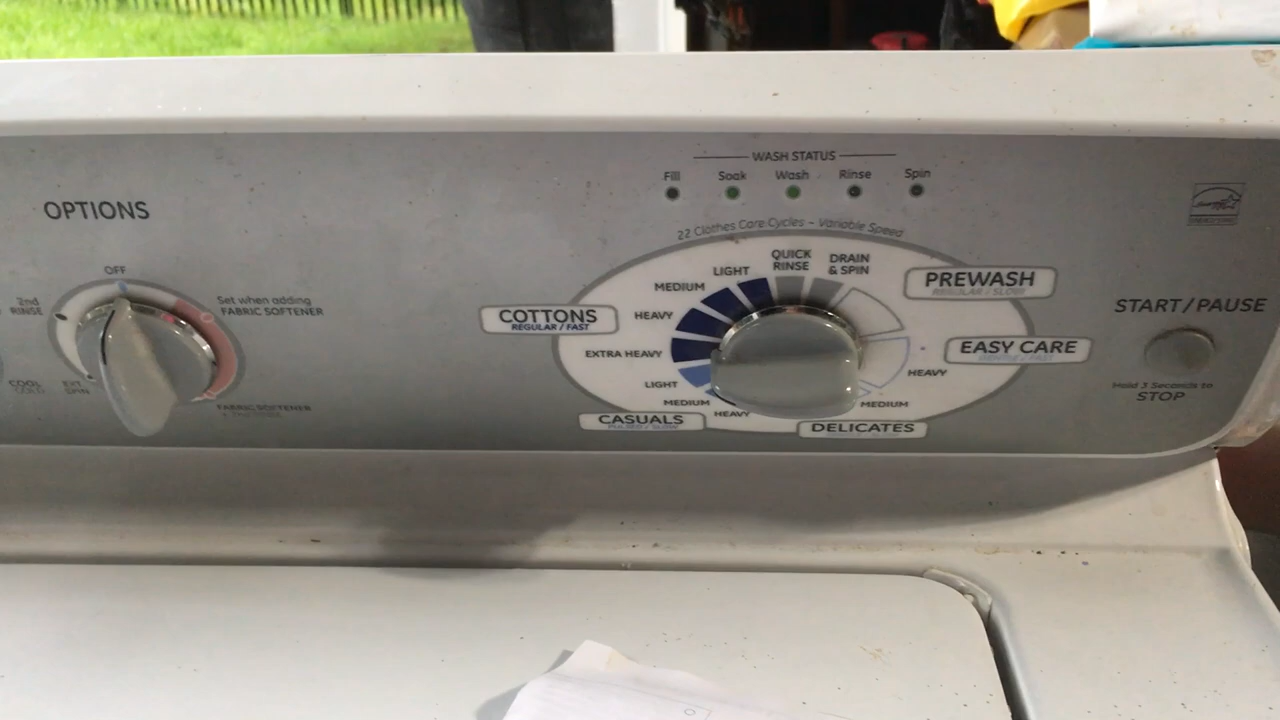 WASH STATUS
Fill Soak Wash Rinse Spin
22 Clothes Care Cycles - Variable Speed
OPTIONS
OFF
2nd RINSE
Set when adding
FABRIC SOFTENER
EXT SPIN
COOL
COLD
FABRIC SOFTENER
COTTONS
REGULAR / FAST
LIGHT
MEDIUM
HEAVY
EXTRA HEAVY
LIGHT
MEDIUM
HEAVY
CASUALS
QUICK
RINSE
DRAIN
& SPIN
PREWASH
REGULAR / SLOW
EASY CARE
HEAVY
MEDIUM
DELICATES
START/PAUSE
Hold 3 Seconds to
STOP